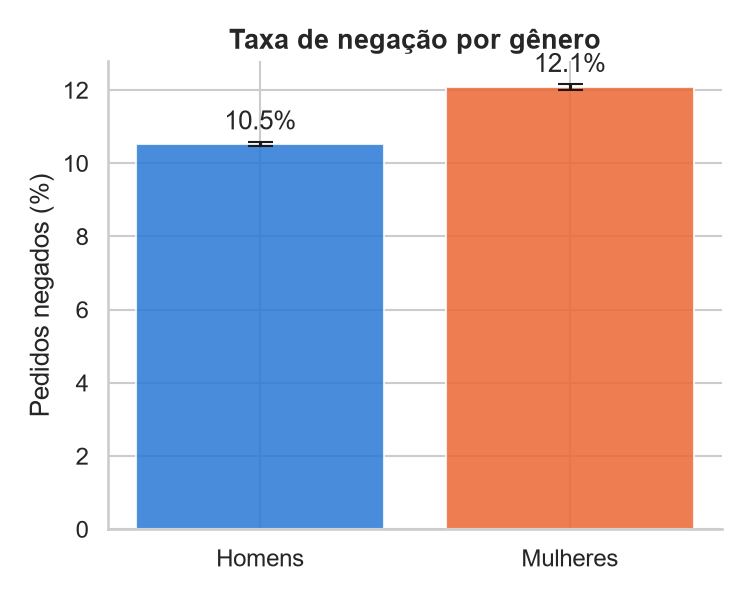 Taxa de negação por gênero
12.1%
10.5%
Pedidos negados (%)
12
10
8
6
4
2
0
Homens
Mulheres